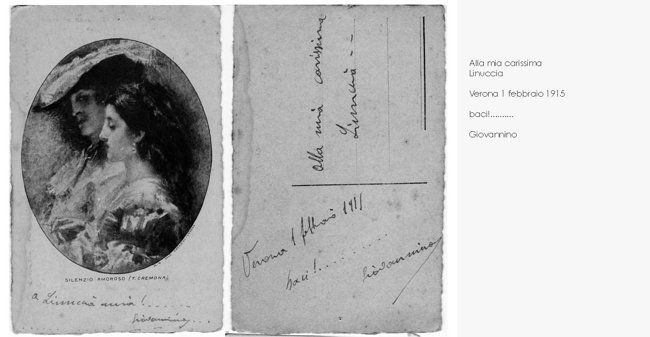 SILENZIO AMOROSO (T. CREMONA)
a Linuccia mia!......
Giovannino...
Alla mia carissima
Linuccia - -
Verona 1 febbraio 1915
baci!..........
Giovannino
Alla mia carissima
Linuccia
Verona 1 febbraio 1915
baci!..........
Giovannino